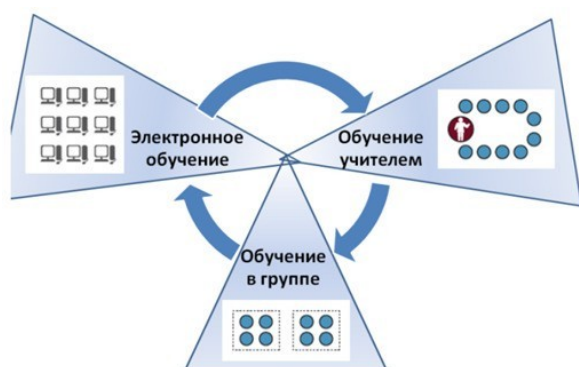 Электронное
обучение
Обучение
учителем
Обучение
в группе